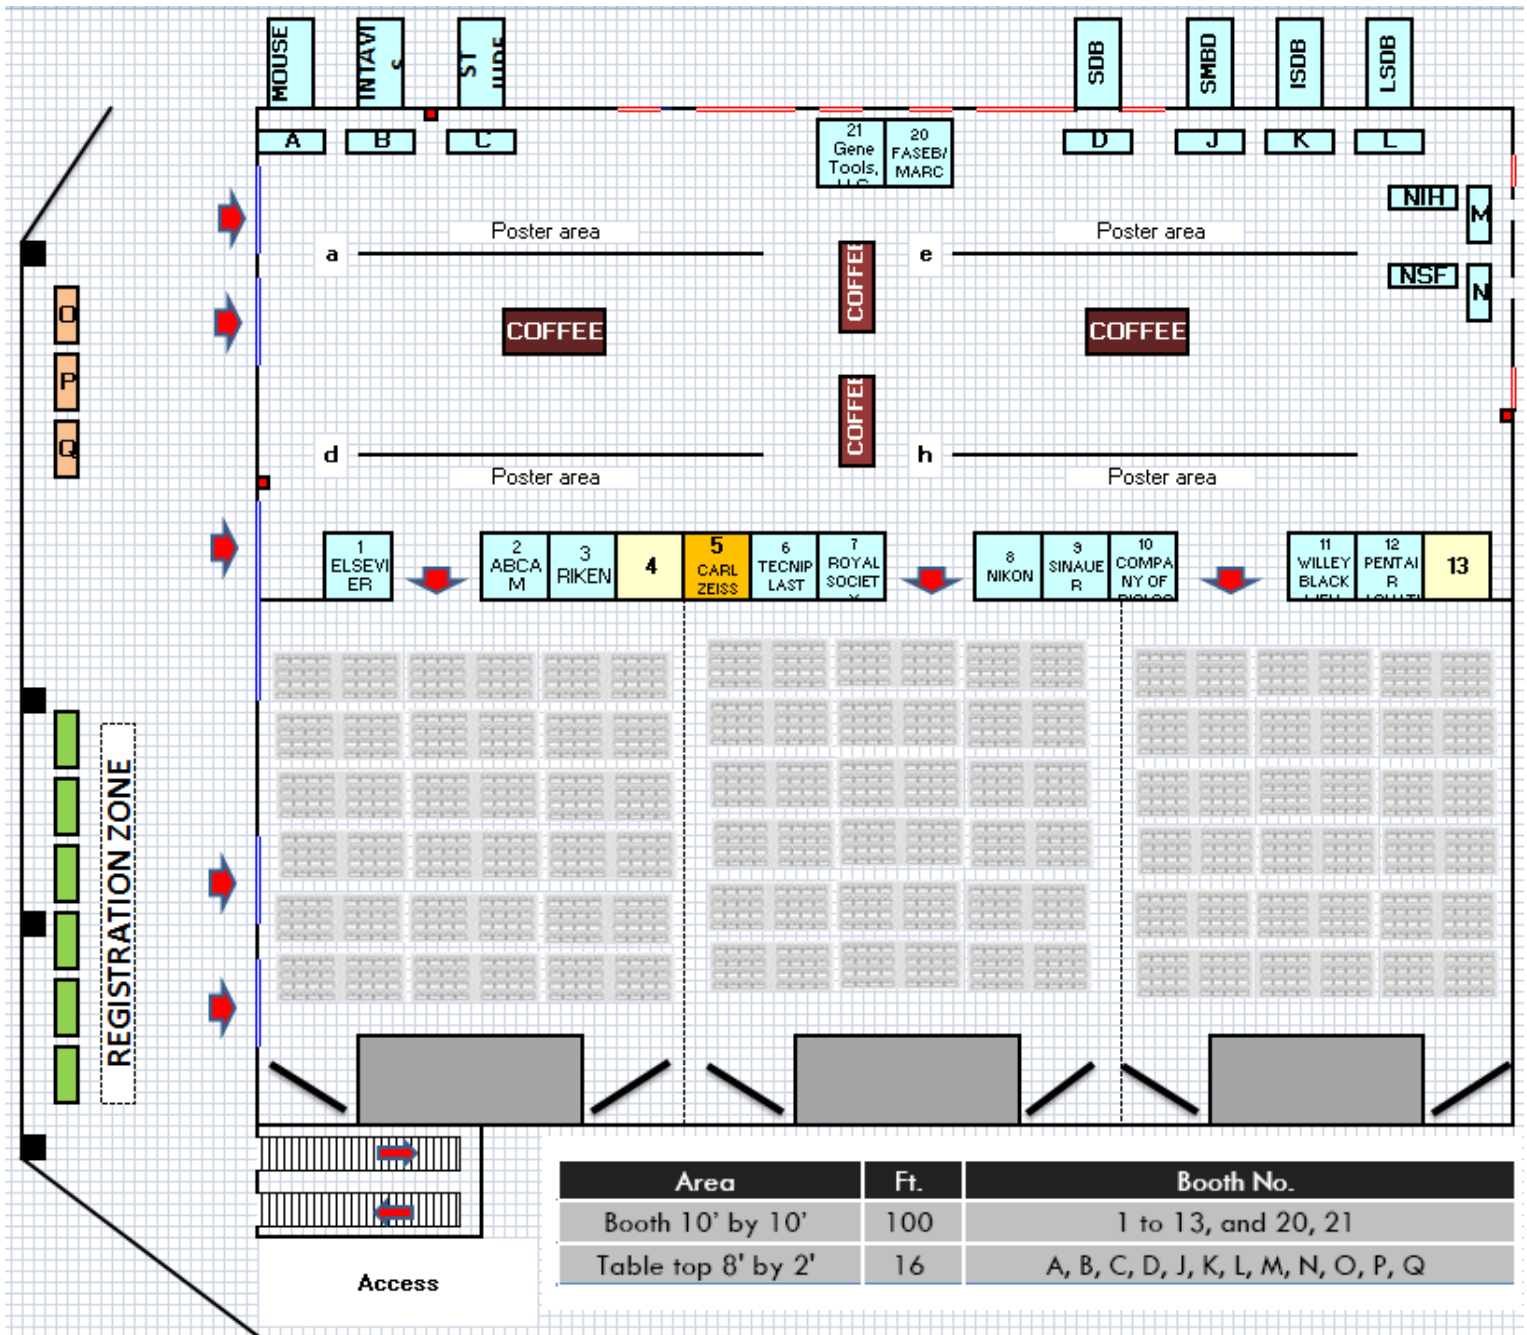 MOUSE
INTAVIS
ST
SDB
SMBD
ISDB
LSDB
A
B
C
21
Gene
Tools,
20
FASEB/
MARC
D
J
K
L
NIH
M
NSF
N
Poster area
Poster area
a
e
COFFEE
COFFEE
COFFEE
COFFEE
d
h
Poster area
Poster area
O
P
Q
1
ELSEVI
ER
2
ABCA
M
3
RIKEN
4
5
CARL
ZEISS
6
TECNIP
LAST
7
ROYAL
SOCIET
8
NIKON
9
SINAUE
R
10
COMPA
NY OF
11
WILLEY
BLACK
12
PENTAI
R
13
REGISTRATION ZONE
Area Ft. Booth No.
Booth 10' by 10' 100 1 to 13, and 20, 21
Table top 8' by 2' 16 A, B, C, D, J, K, L, M, N, O, P, Q
Access